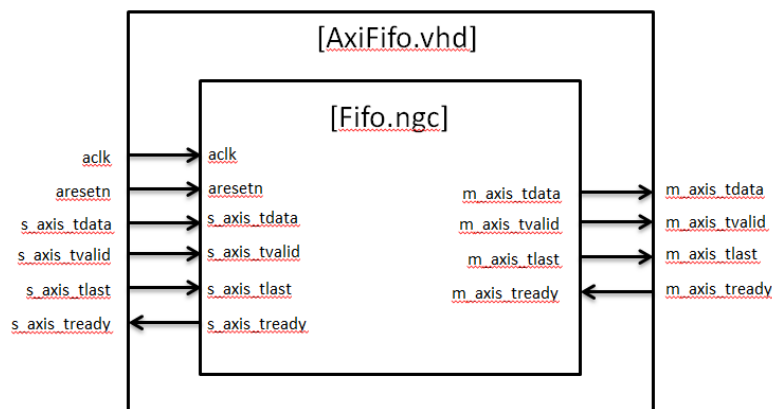 [AxiFifo.vhd]
[Fifo.ngc]
aclk
aresetn
s_axis_tdata
s_axis_tvalid
s_axis_tlast
s_axis_tready
aclk
aresetn
s_axis_tdata
s_axis_tvalid
s_axis_tlast
s_axis_tready
m_axis_tdata
m_axis_tvalid
m_axis_tlast
m_axis_tready
m_axis_tdata
m_axis_tvalid
m_axis_tlast
m_axis_tready